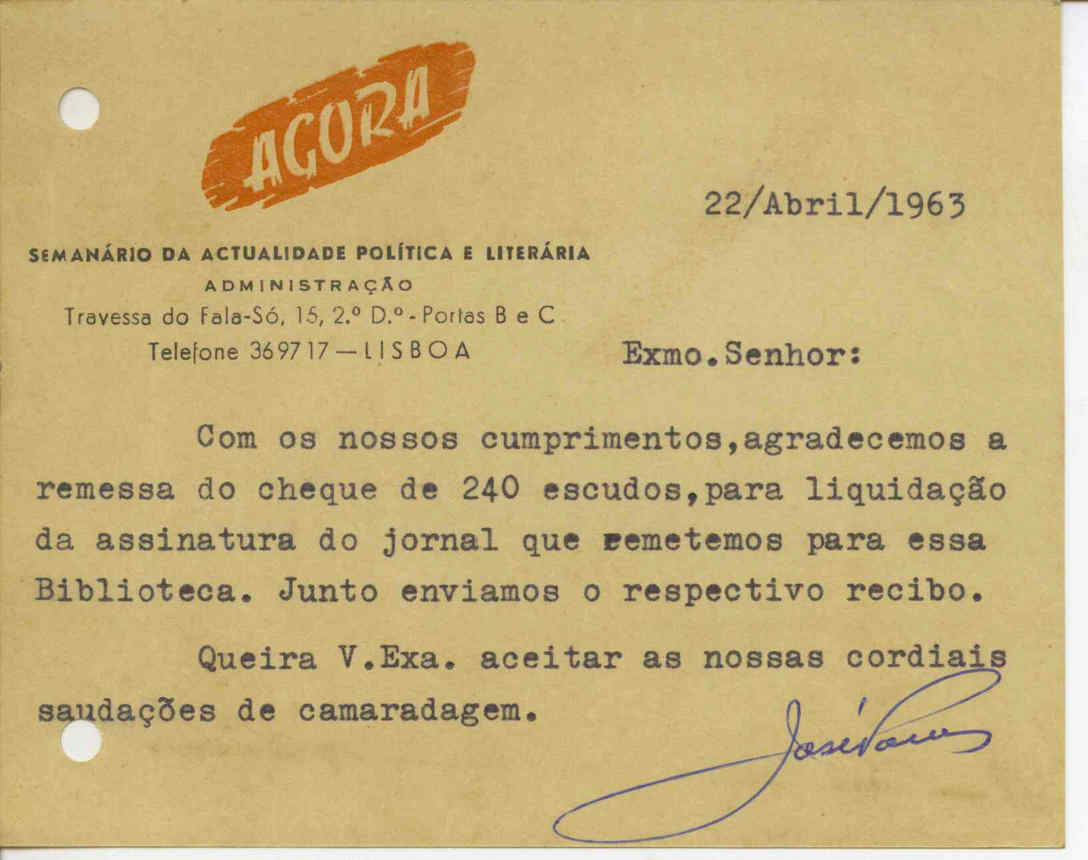 AGORA
22/Abril/1963
SEMANÁRIO DA ACTUALIDADE POLÍTICA E LITERÁRIA
ADMINISTRAÇÃO
Travessa do Fala-Só, 15, 2.º D.º - Portas B e C
Telefone 369717 — LISBOA
Exmo.Senhor:
Com os nossos cumprimentos,agradecemos a
remessa do cheque de 240 escudos,para liquidação
da assinatura do jornal que remetemos para essa
Biblioteca. Junto enviamos o respectivo recibo.
Queira V.Exa. aceitar as nossas cordiais
saudações de camaradagem.
José